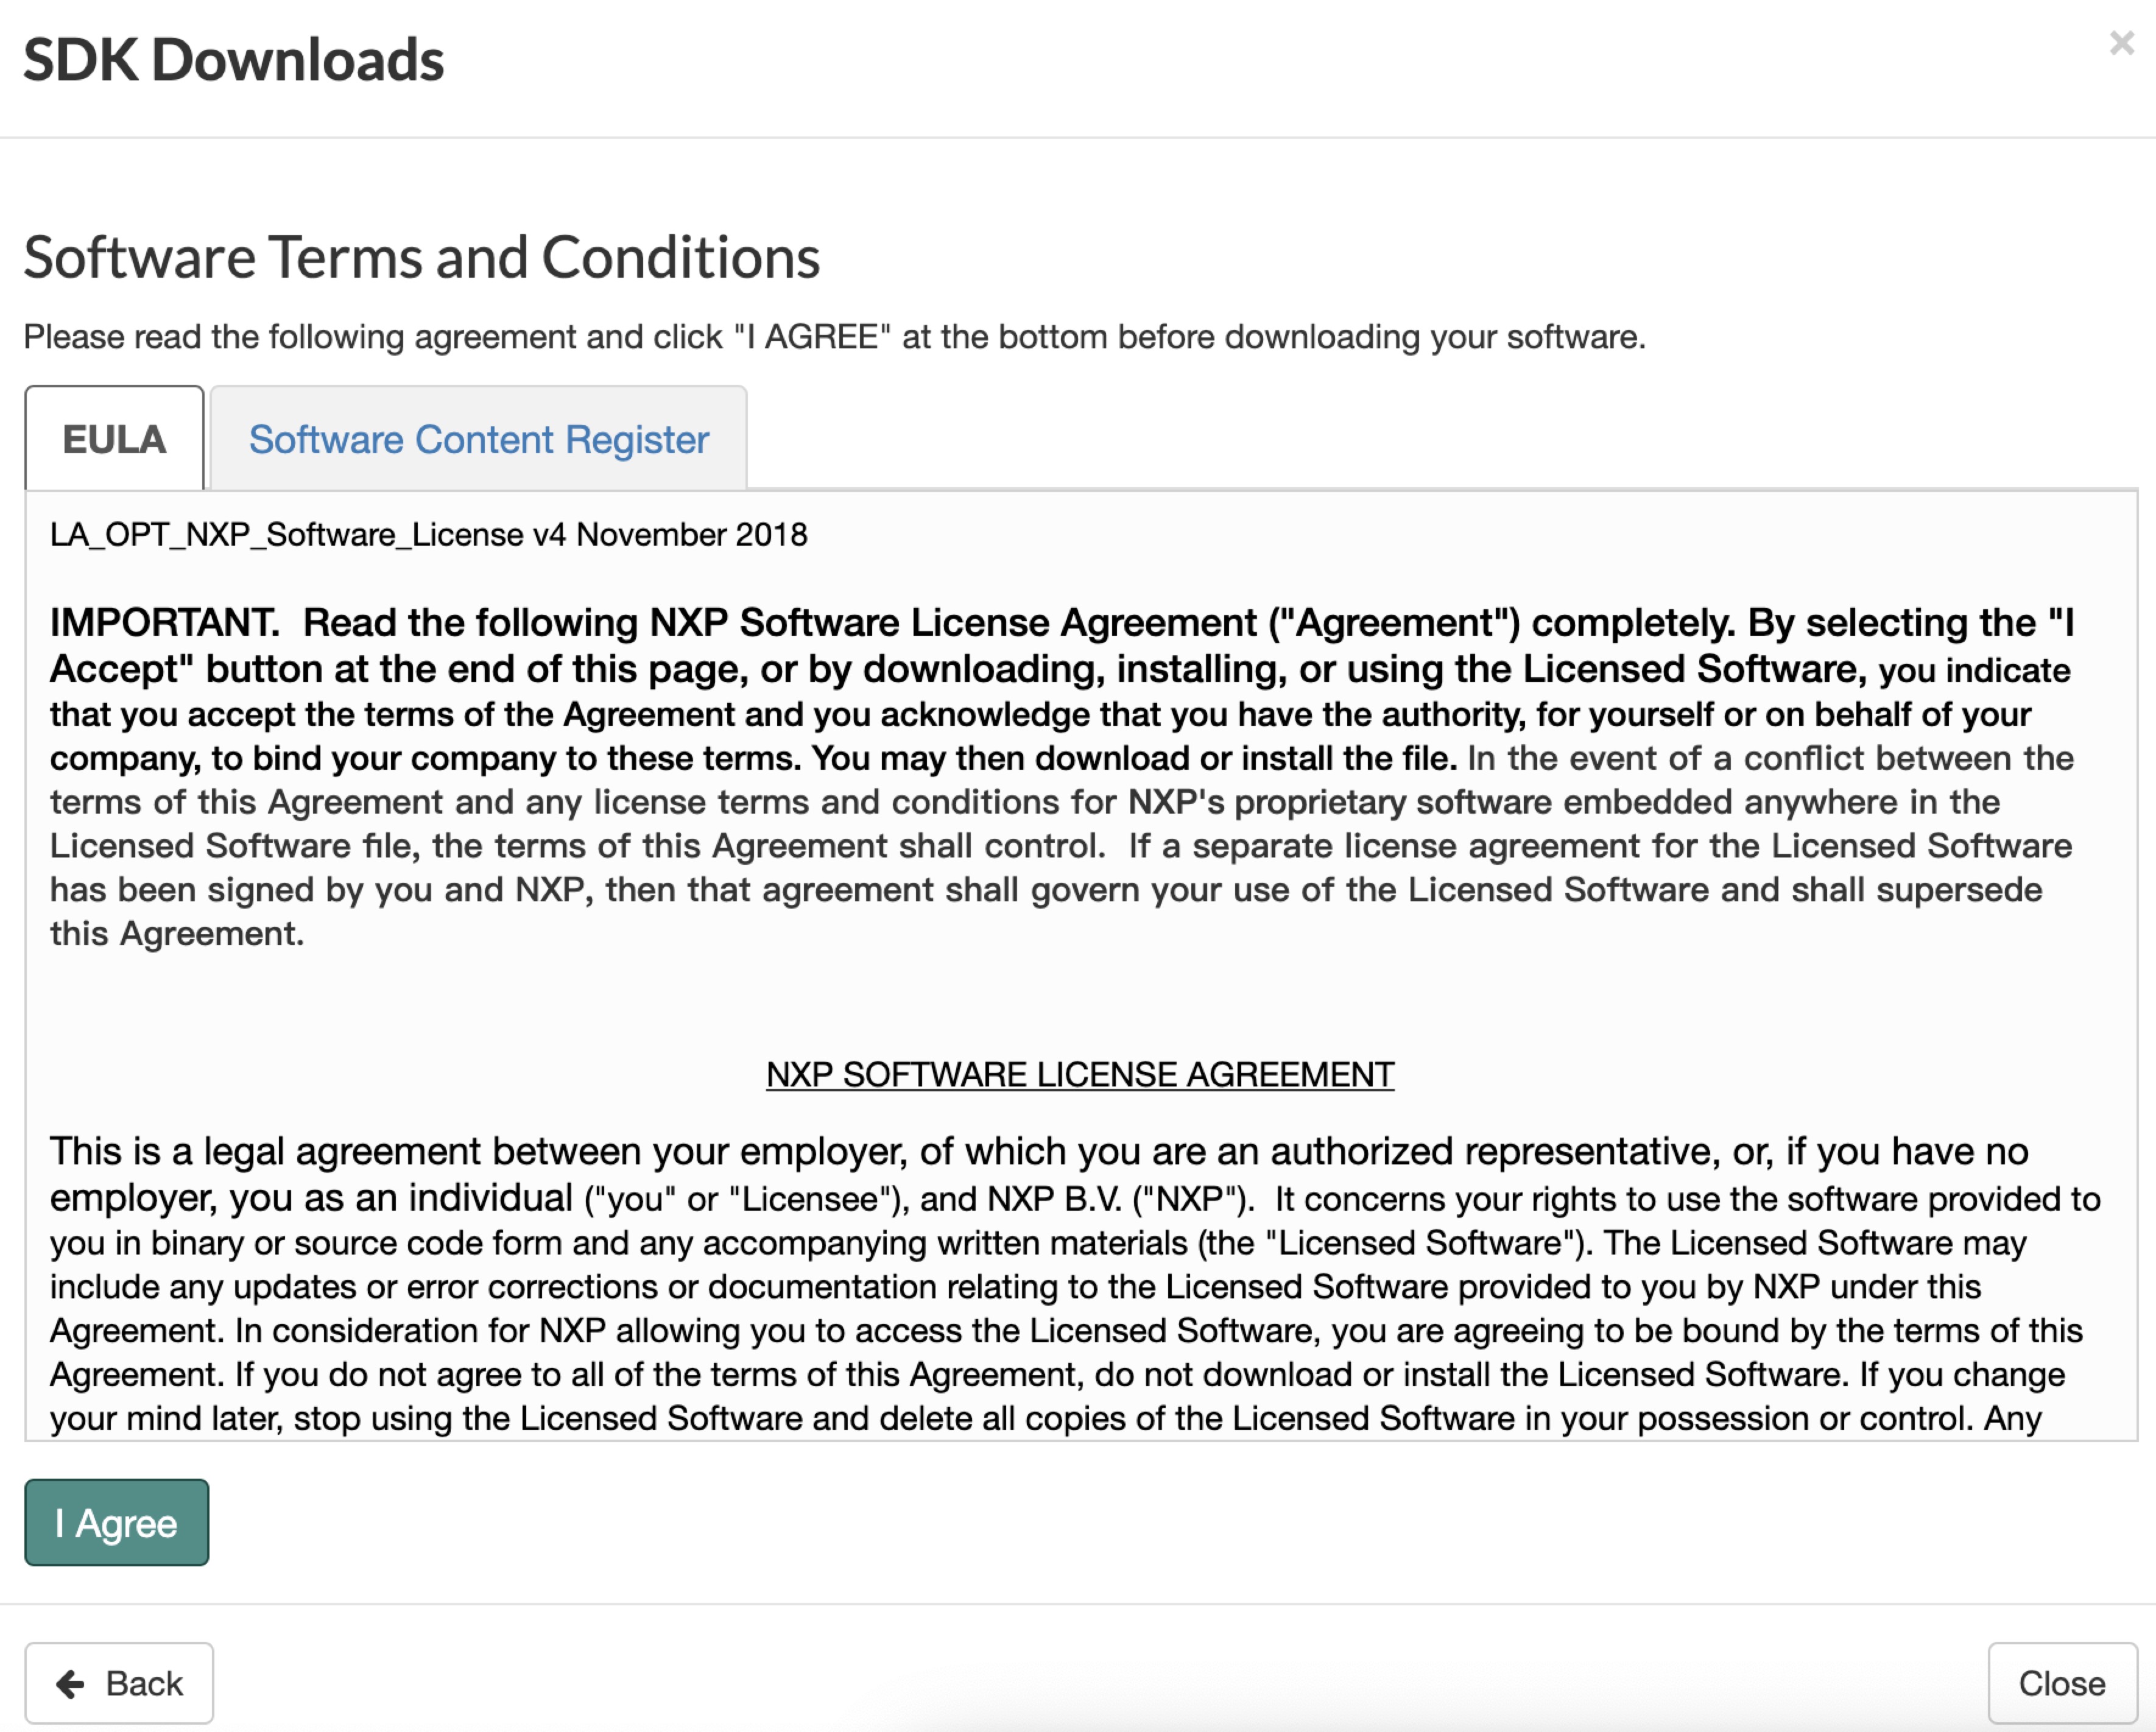 SDK Downloads
×
Software Terms and Conditions
Please read the following agreement and click "I AGREE" at the bottom before downloading your software.
EULA
Software Content Register
LA_OPT_NXP_Software_License v4 November 2018
IMPORTANT.  Read the following NXP Software License Agreement ("Agreement") completely. By selecting the "I
Accept" button at the end of this page, or by downloading, installing, or using the Licensed Software, you indicate
that you accept the terms of the Agreement and you acknowledge that you have the authority, for yourself or on behalf of your
company, to bind your company to these terms. You may then download or install the file. In the event of a conflict between the
terms of this Agreement and any license terms and conditions for NXP's proprietary software embedded anywhere in the
Licensed Software file, the terms of this Agreement shall control.  If a separate license agreement for the Licensed Software
has been signed by you and NXP, then that agreement shall govern your use of the Licensed Software and shall supersede
this Agreement.
NXP SOFTWARE LICENSE AGREEMENT
This is a legal agreement between your employer, of which you are an authorized representative, or, if you have no
employer, you as an individual ("you" or "Licensee"), and NXP B.V. ("NXP").  It concerns your rights to use the software provided to
you in binary or source code form and any accompanying written materials (the "Licensed Software"). The Licensed Software may
include any updates or error corrections or documentation relating to the Licensed Software provided to you by NXP under this
Agreement. In consideration for NXP allowing you to access the Licensed Software, you are agreeing to be bound by the terms of this
Agreement. If you do not agree to all of the terms of this Agreement, do not download or install the Licensed Software. If you change
your mind later, stop using the Licensed Software and delete all copies of the Licensed Software in your possession or control. Any
I Agree
Back
Close